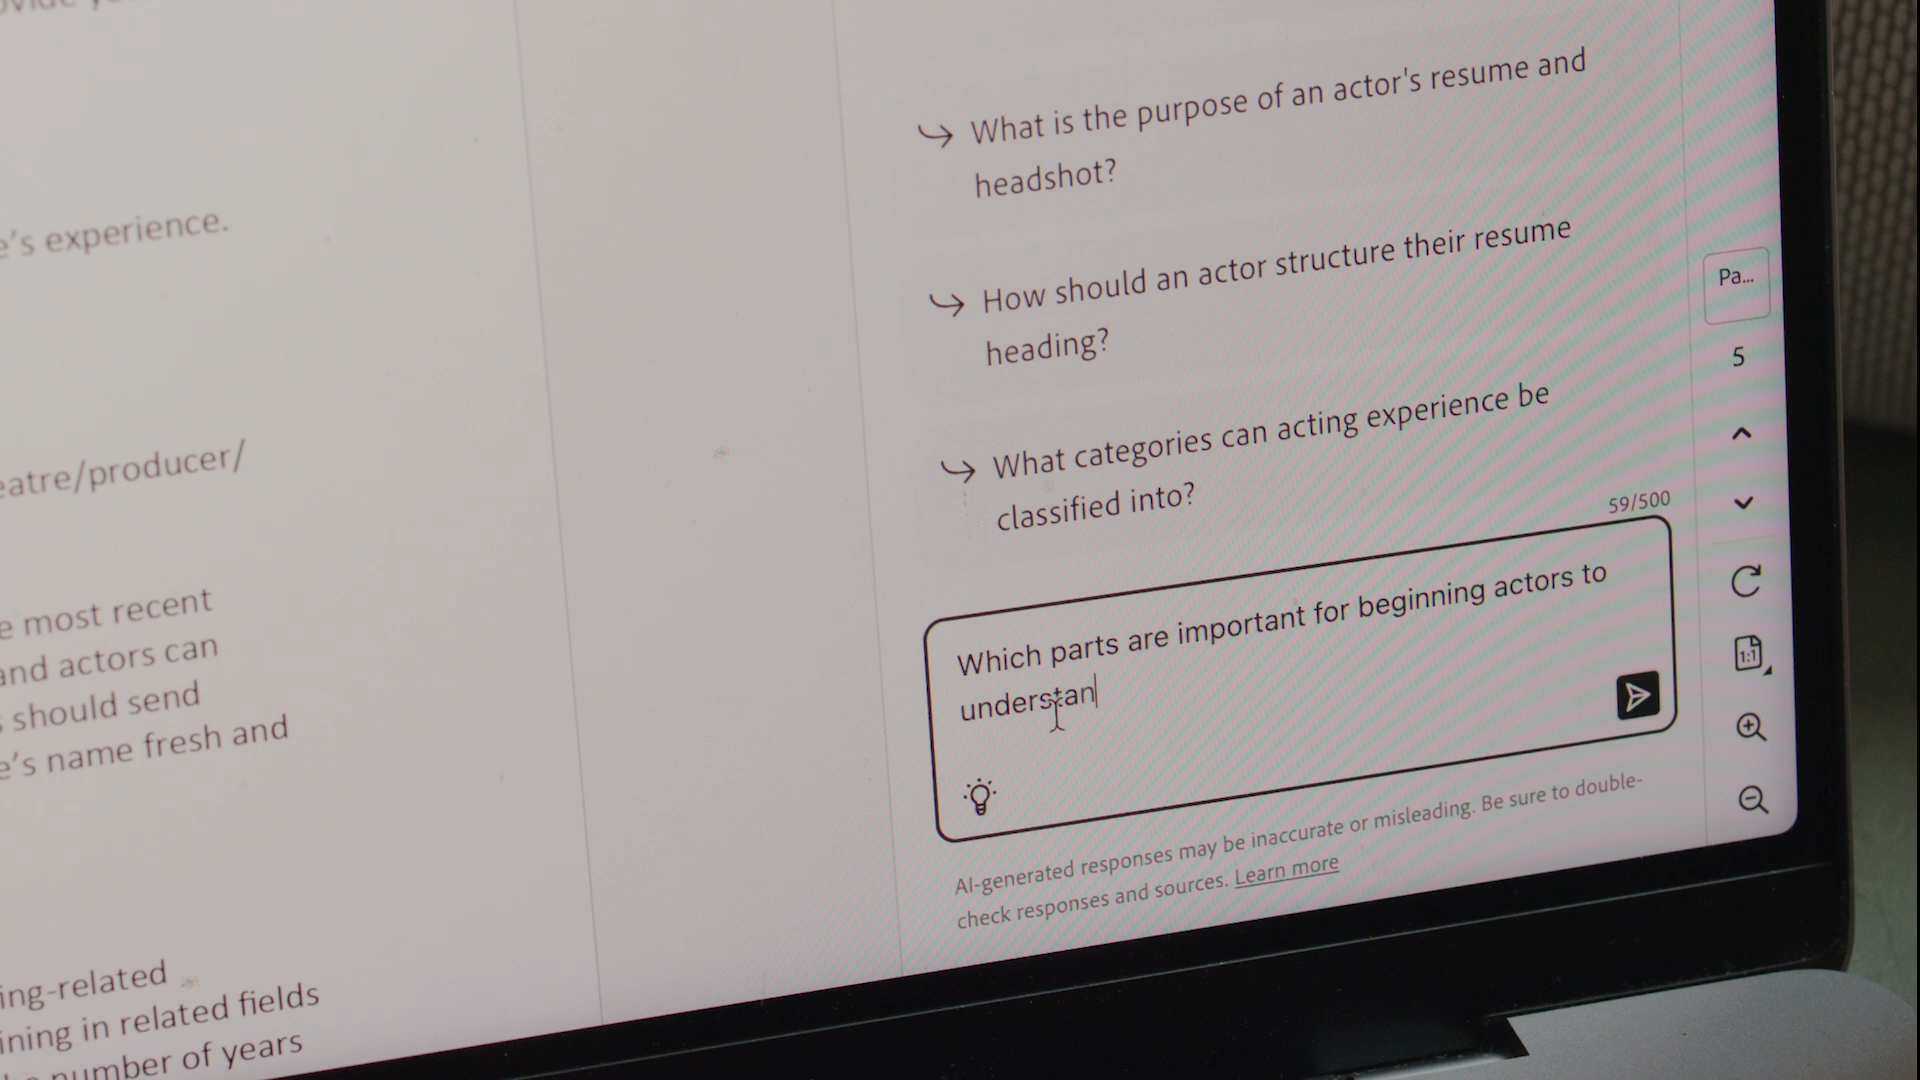 e's experience.
eatre/producer/
e most recent
and actors can
should send
e's name fresh and
ing-related
ining in related fields
number of years
What is the purpose of an actor's resume and
headshot?
How should an actor structure their resume
heading?
What categories can acting experience be
classified into?
59/500
Which parts are important for beginning actors to
understan
AI-generated responses may be inaccurate or misleading. Be sure to double-
check responses and sources. Learn more
Pa...
5
1:1